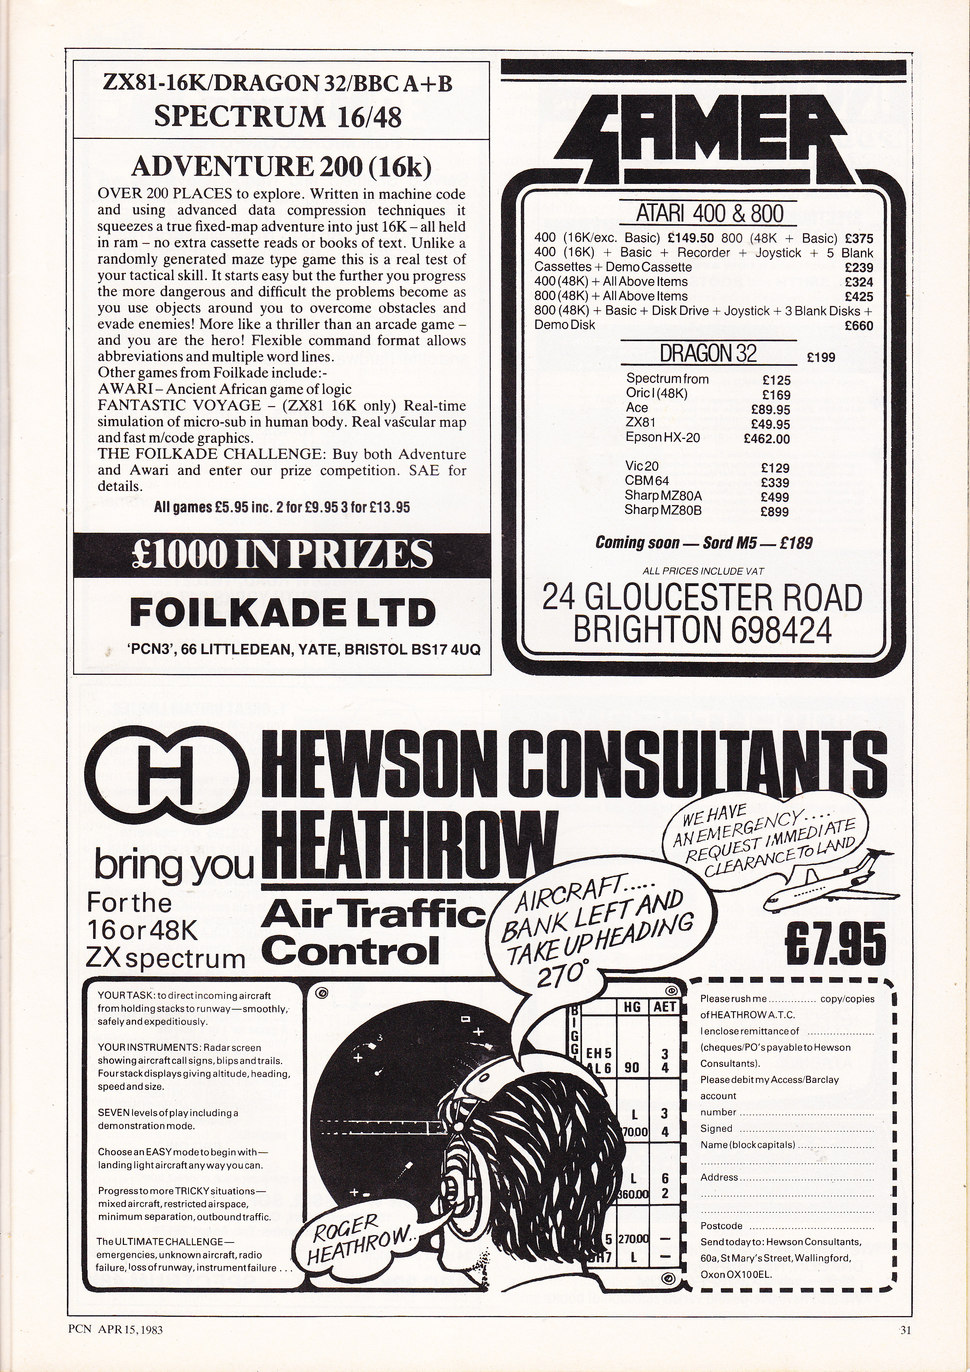 ZX81-16K/DRAGON 32/BBC A+B
SPECTRUM 16/48
ADVENTURE 200 (16k)
OVER 200 PLACES to explore. Written in machine code
and using advanced data compression techniques it
squeezes a true fixed-map adventure into just 16K – all held
in ram – no extra cassette reads or books of text. Unlike a
randomly generated maze type game this is a real test of
your tactical skill. It starts easy but the further you progress
the more dangerous and difficult the problems become as
you use objects around you to overcome obstacles and
evade enemies! More like a thriller than an arcade game –
and you are the hero! Flexible command format allows
abbreviations and multiple word lines.
Other games from Foilkade include:-
AWARI – Ancient African game of logic
FANTASTIC VOYAGE – (ZX81 16K only) Real-time
simulation of micro-sub in human body. Real vascular map
and fast m/code graphics.
THE FOILKADE CHALLENGE: Buy both Adventure
and Awari and enter our prize competition. SAE for
details.
All games £5.95 inc. 2 for £9.95 3 for £13.95
£1000 IN PRIZES
FOILKADE LTD
'PCN3', 66 LITTLEDEAN, YATE, BRISTOL BS17 4UQ
GAMER
ATARI 400 & 800
400 (16K/exc. Basic) £149.50 800 (48K + Basic) £375
400 (16K) + Basic + Recorder + Joystick + 5 Blank
Cassettes + Demo Cassette £239
400 (48K) + All Above Items £324
800 (48K) + All Above Items £425
800 (48K) + Basic + Disk Drive + Joystick + 3 Blank Disks +
Demo Disk £660
DRAGON 32 £199
Spectrum from £125
Oric I (48K) £169
Ace £89.95
ZX81 £49.95
Epson HX-20 £462.00
Vic 20 £129
CBM 64 £339
Sharp MZ80A £499
Sharp MZ80B £899
Coming soon — Sord M5 — £189
ALL PRICES INCLUDE VAT
24 GLOUCESTER ROAD
BRIGHTON 698424
H
HEWSON CONSULTANTS
bring you HEATHROW
Air Traffic
Control
For the
16 or 48K
ZX spectrum
WE HAVE
AN EMERGENCY....
REQUEST IMMEDIATE
CLEARANCE TO LAND
£7.95
AIRCRAFT.....
BANK LEFT AND
TAKE UP HEADING
270°
YOUR TASK: to direct incoming aircraft
from holding stacks to runway—smoothly,
safely and expeditiously.
YOUR INSTRUMENTS: Radar screen
showing aircraft call signs, blips and trails.
Four stack displays giving altitude, heading,
speed and size.
SEVEN levels of play including a
demonstration mode.
Choose an EASY mode to begin with—
landing light aircraft any way you can.
Progress to more TRICKY situations—
mixed aircraft, restricted airspace,
minimum separation, outbound traffic.
The ULTIMATE CHALLENGE—
emergencies, unknown aircraft, radio
failure, loss of runway, instrument failure . . .
HG AET
B
I
G
G
EH 5 3
AL 6 90 4
L 3
4
L 6
360.00 2
5 270.00 —
L —
ROGER
HEATHROW..
Please rush me .............. copy/copies
of HEATHROW A.T.C.
I enclose remittance of ....................
(cheques/PO's payable to Hewson
Consultants).
Please debit my Access/Barclay
account
number ........................................
Signed ........................................
Name (block capitals) .......................
Address ........................................
Postcode .....................................
Send today to: Hewson Consultants,
60a, St Mary's Street, Wallingford,
Oxon OX10 0EL.
PCN APR 15, 1983
31